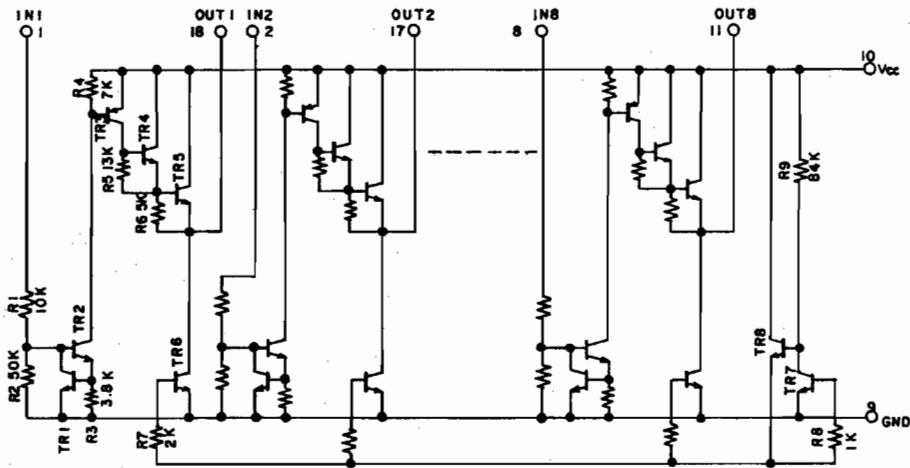 IN1 OUT1 IN2 OUT2 IN8 OUT8
1 18 2 17 8 11
10
Vcc
R4
7K
TR3
TR4
R5 13K
TR5
R6 5K
R9
84K
R1
10K
TR2
TR8
R2 50K
TR6
3.8K
TR7
TR1
R3
R7
2K
R8
1K
9
GND